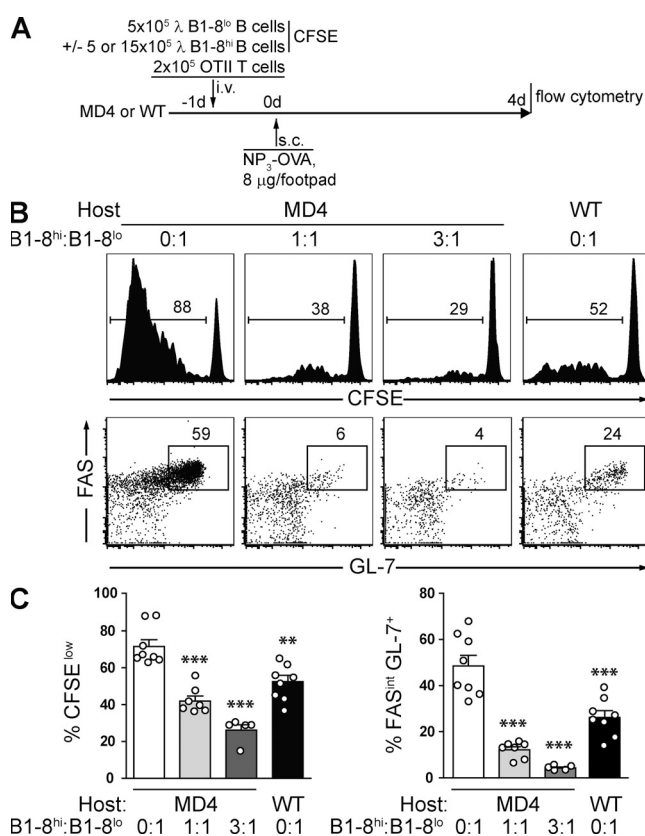 A
5x10⁵ λ B1-8ˡᵒ B cells
+/- 5 or 15x10⁵ λ B1-8ʰⁱ B cells
CFSE
2x10⁵ OTII T cells
i.v.
-1d 0d 4d
flow cytometry
MD4 or WT
s.c.
NP₃-OVA,
8 µg/footpad
B
Host MD4 WT
B1-8ʰⁱ:B1-8ˡᵒ 0:1 1:1 3:1 0:1
88 38 29 52
CFSE
59 6 4 24
FAS
GL-7
C
% CFSE ˡᵒʷ
100
80
60
40
20
0
*** *** **
Host: MD4 WT
B1-8ʰⁱ:B1-8ˡᵒ 0:1 1:1 3:1 0:1
% FASⁱⁿᵗ GL-7⁺
80
60
40
20
0
*** *** ***
Host: MD4 WT
B1-8ʰⁱ:B1-8ˡᵒ 0:1 1:1 3:1 0:1